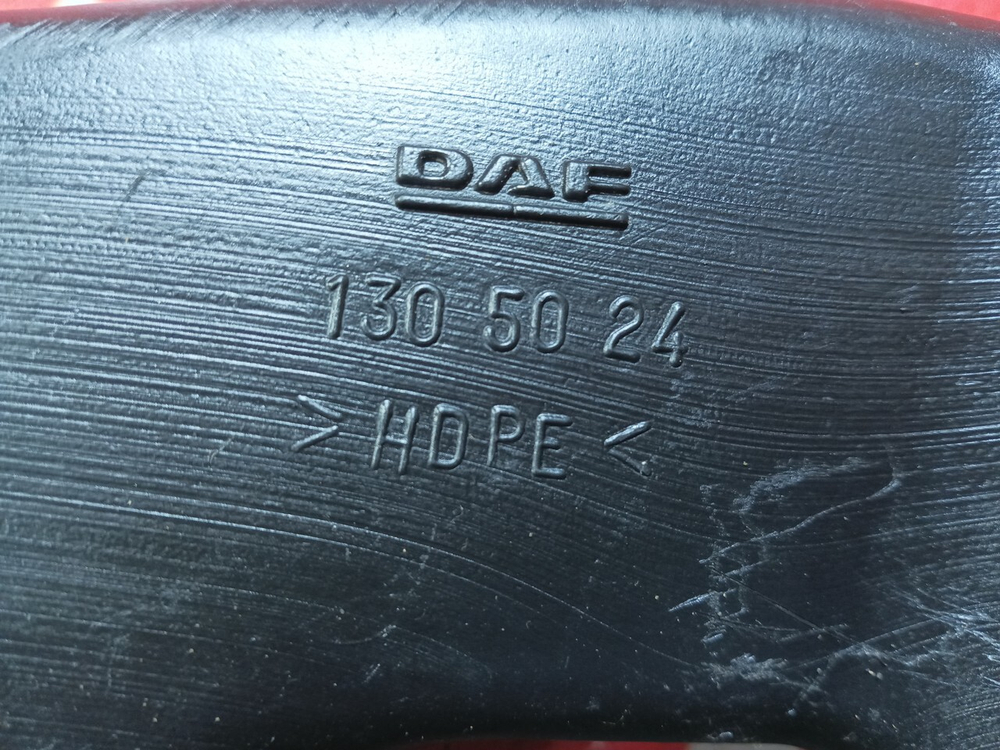 DAF
130 50 24
> HDPE <